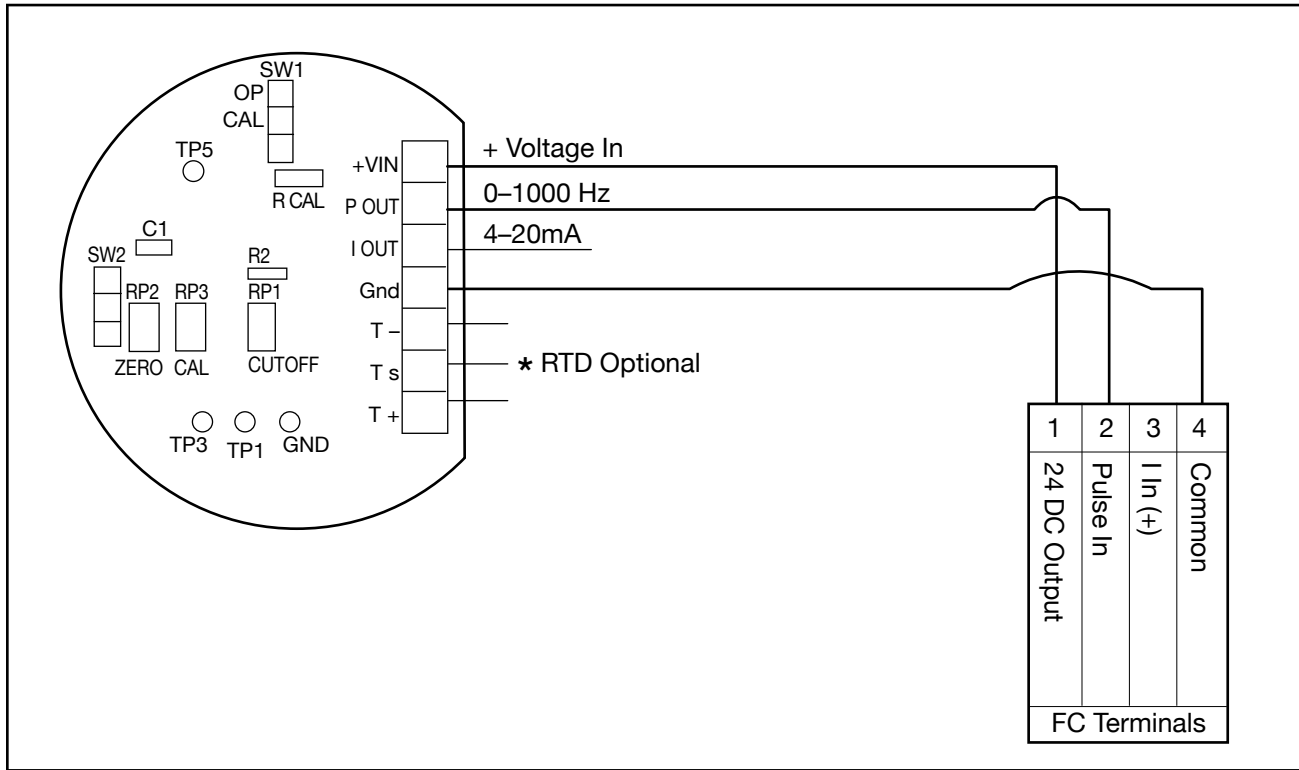 SW1
OP
CAL
TP5
R CAL
C1
SW2
R2
RP2
RP3
RP1
ZERO
CAL
CUTOFF
TP3
TP1
GND
+VIN
+ Voltage In
P OUT
0–1000 Hz
I OUT
4–20mA
Gnd
T –
T s
* RTD Optional
T +
1
2
3
4
24 DC Output
Pulse In
I In (+)
Common
FC Terminals